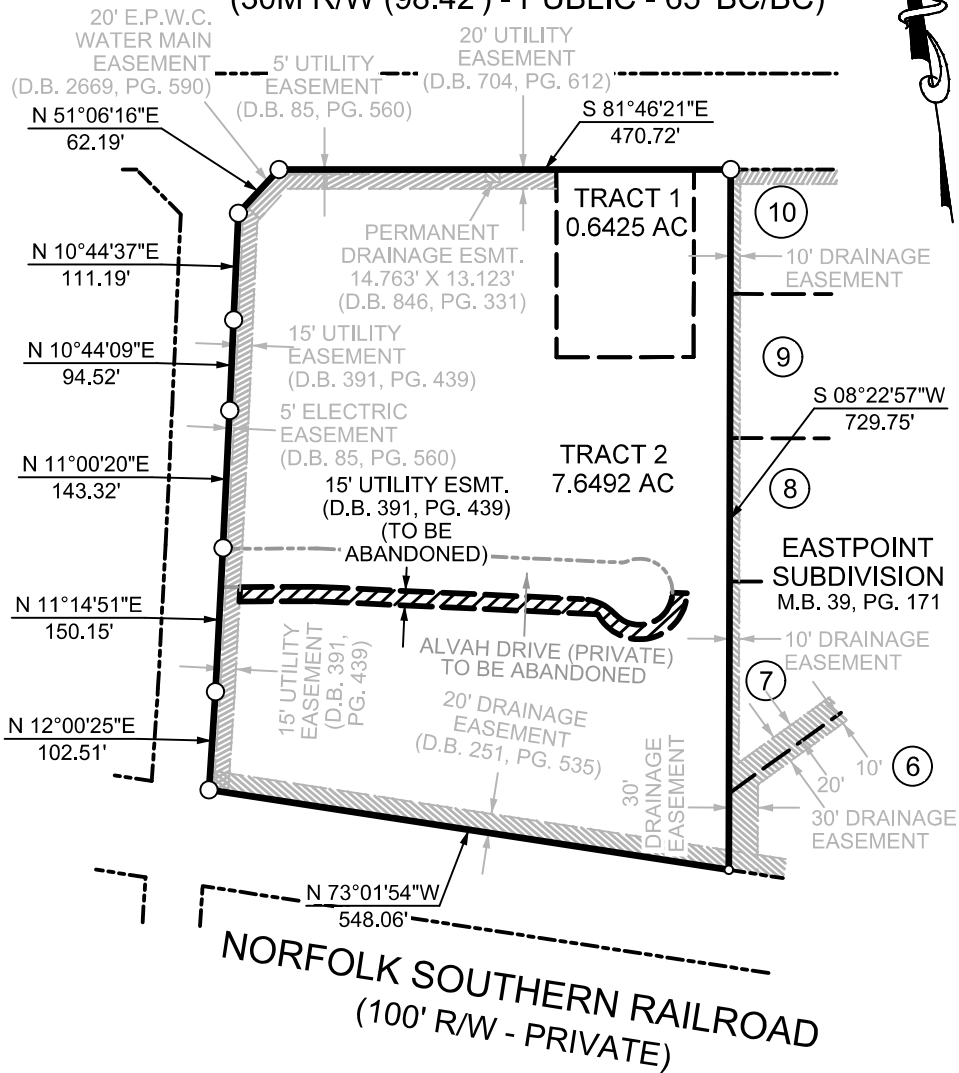 (30M R/W (98.42') - PUBLIC - 65' BC/BC)
20' E.P.W.C.
WATER MAIN
EASEMENT
(D.B. 2669, PG. 590)
5' UTILITY
EASEMENT
(D.B. 85, PG. 560)
20' UTILITY
EASEMENT
(D.B. 704, PG. 612)
N 51°06'16"E
62.19'
S 81°46'21"E
470.72'
TRACT 1
0.6425 AC
10
PERMANENT
DRAINAGE ESMT.
14.763' X 13.123'
(D.B. 846, PG. 331)
10' DRAINAGE
EASEMENT
N 10°44'37"E
111.19'
15' UTILITY
EASEMENT
(D.B. 391, PG. 439)
N 10°44'09"E
94.52'
9
S 08°22'57"W
729.75'
5' ELECTRIC
EASEMENT
(D.B. 85, PG. 560)
TRACT 2
7.6492 AC
N 11°00'20"E
143.32'
15' UTILITY ESMT.
(D.B. 391, PG. 439)
(TO BE
ABANDONED)
8
EASTPOINT
SUBDIVISION
M.B. 39, PG. 171
N 11°14'51"E
150.15'
15' UTILITY
EASEMENT
(D.B. 391,
PG. 439)
ALVAH DRIVE (PRIVATE)
TO BE ABANDONED
10' DRAINAGE
EASEMENT
7
20' DRAINAGE
EASEMENT
(D.B. 251, PG. 535)
N 12°00'25"E
102.51'
30'
DRAINAGE
EASEMENT
10'
6
20'
30' DRAINAGE
EASEMENT
N 73°01'54"W
548.06'
NORFOLK SOUTHERN RAILROAD
(100' R/W - PRIVATE)